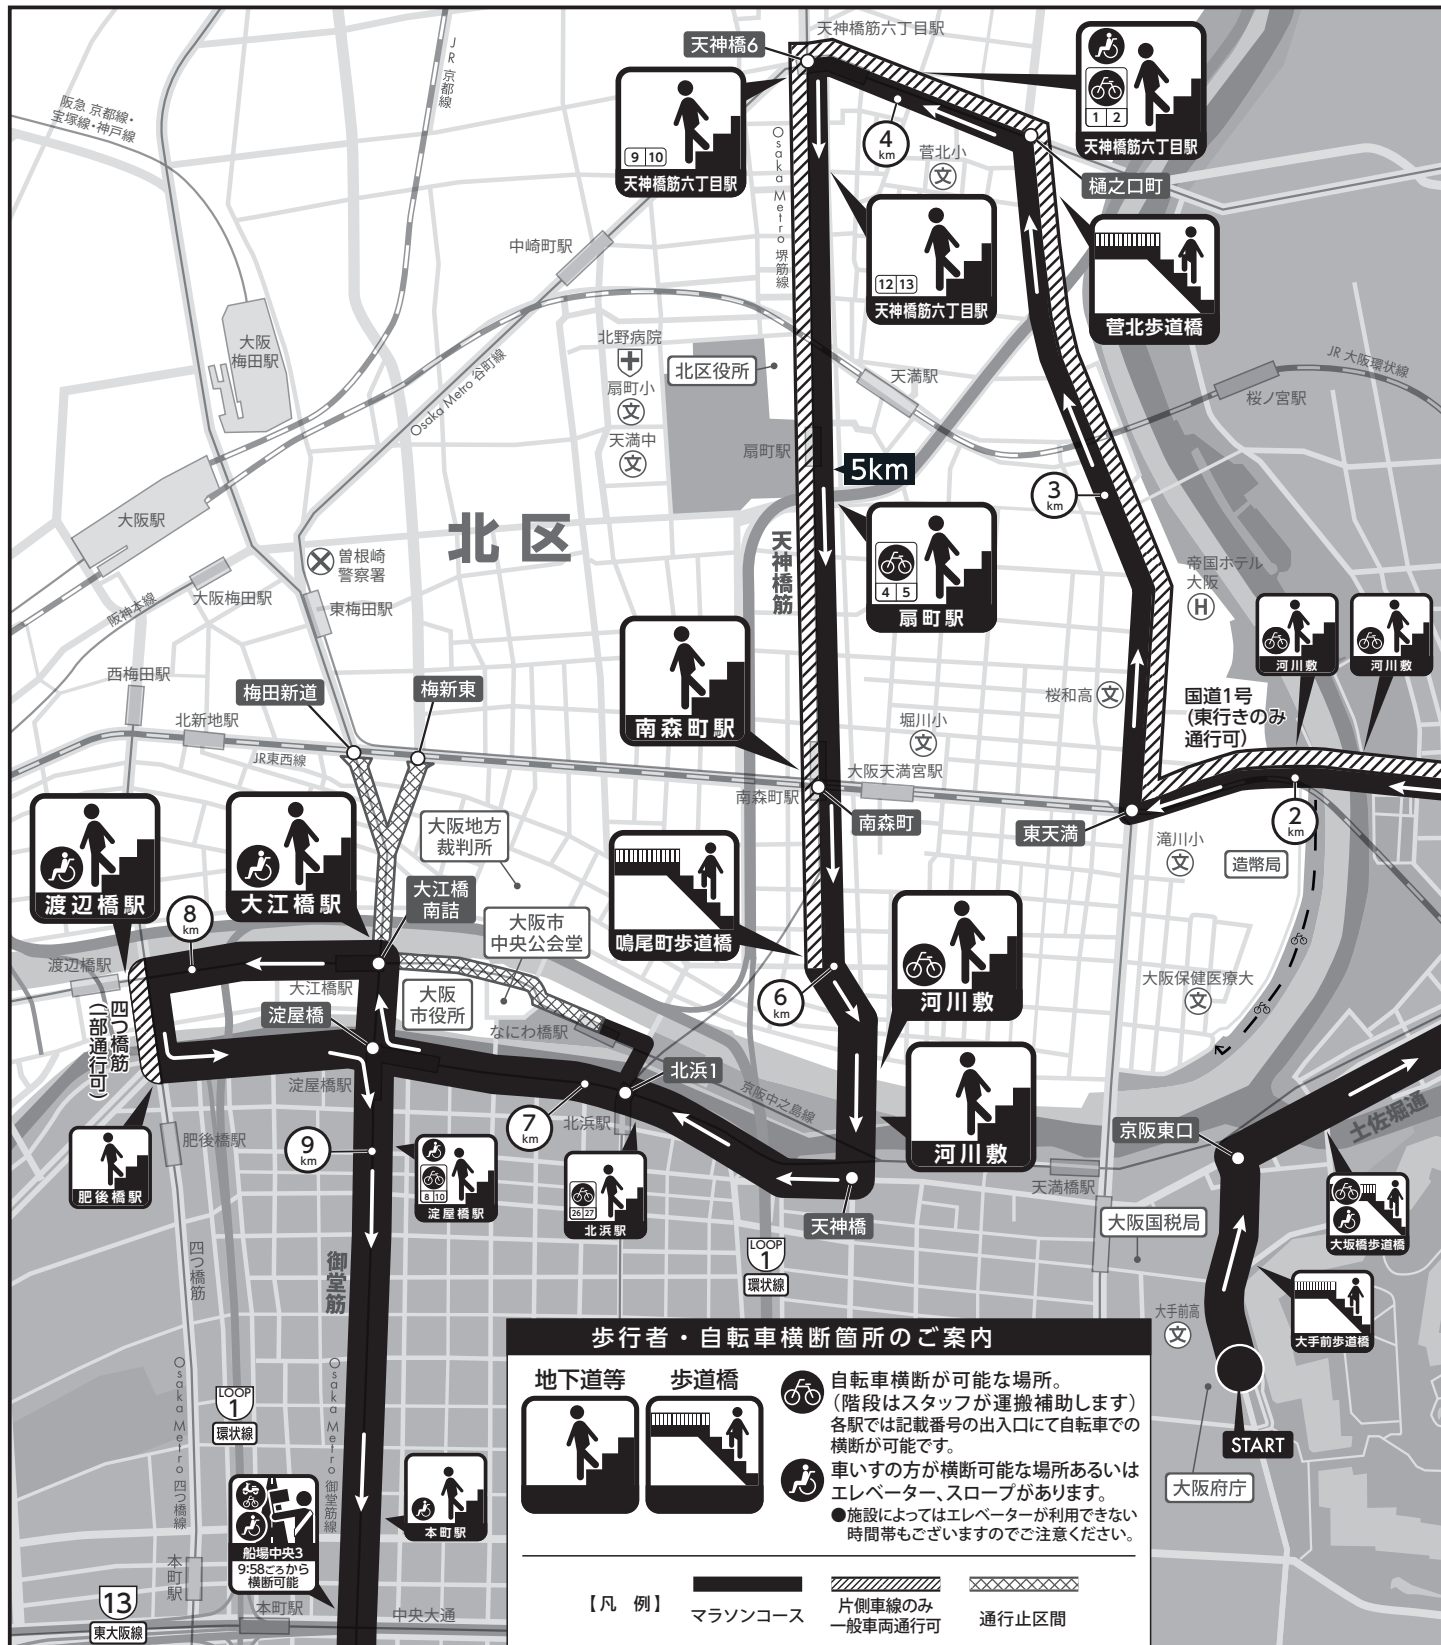 天神橋筋六丁目駅
天神橋6
JR 京都線
阪急 京都線・
宝塚線・神戸線
9 10
天神橋筋六丁目駅
1 2
天神橋筋六丁目駅
4
km
菅北小
文
樋之口町
Osaka Metro 堺筋線
中崎町駅
12 13
天神橋筋六丁目駅
菅北歩道橋
大阪
梅田駅
北野病院
扇町小
文
天満中
文
北区役所
天満駅
JR 大阪環状線
桜ノ宮駅
Osaka Metro 谷町線
扇町駅
5km
3
km
大阪駅
北区
天神橋筋
4 5
扇町駅
曽根崎
警察署
大阪梅田駅
東梅田駅
阪神本線
帝国ホテル
大阪
H
河川敷
河川敷
西梅田駅
梅田新道
梅新東
南森町駅
桜和高
文
国道1号
(東行きのみ
通行可)
北新地駅
JR東西線
堀川小
文
大阪天満宮駅
南森町駅
南森町
東天満
2
km
滝川小
文
造幣局
渡辺橋駅
大江橋駅
大阪地方
裁判所
鳴尾町歩道橋
8
km
大江橋
南詰
大阪市
中央公会堂
河川敷
渡辺橋駅
大江橋駅
大阪
市役所
6
km
大阪保健医療大
文
四つ橋筋
(一部通行可)
淀屋橋
なにわ橋駅
淀屋橋駅
北浜1
京阪中之島線
河川敷
7
km
北浜駅
京阪東口
土佐堀通
肥後橋駅
9
km
肥後橋駅
8 10
淀屋橋駅
26 27
北浜駅
天満橋駅
天神橋
大阪国税局
大坂橋歩道橋
四つ橋筋
御堂筋
LOOP
1
環状線
大手前高
文
大手前歩道橋
START
大阪府庁
Osaka Metro 四つ橋線
LOOP
1
環状線
Osaka Metro 御堂筋線
本町駅
船場中央3
9:58ごろから
横断可能
本町駅
13
東大阪線
本町駅
中央大通
歩行者・自転車横断箇所のご案内
地下道等
歩道橋
自転車横断が可能な場所。
(階段はスタッフが運搬補助します)
各駅では記載番号の出入口にて自転車での
横断が可能です。
車いすの方が横断可能な場所あるいは
エレベーター、スロープがあります。
●施設によってはエレベーターが利用できない
時間帯もございますのでご注意ください。
【凡 例】
マラソンコース
片側車線のみ
一般車両通行可
通行止区間